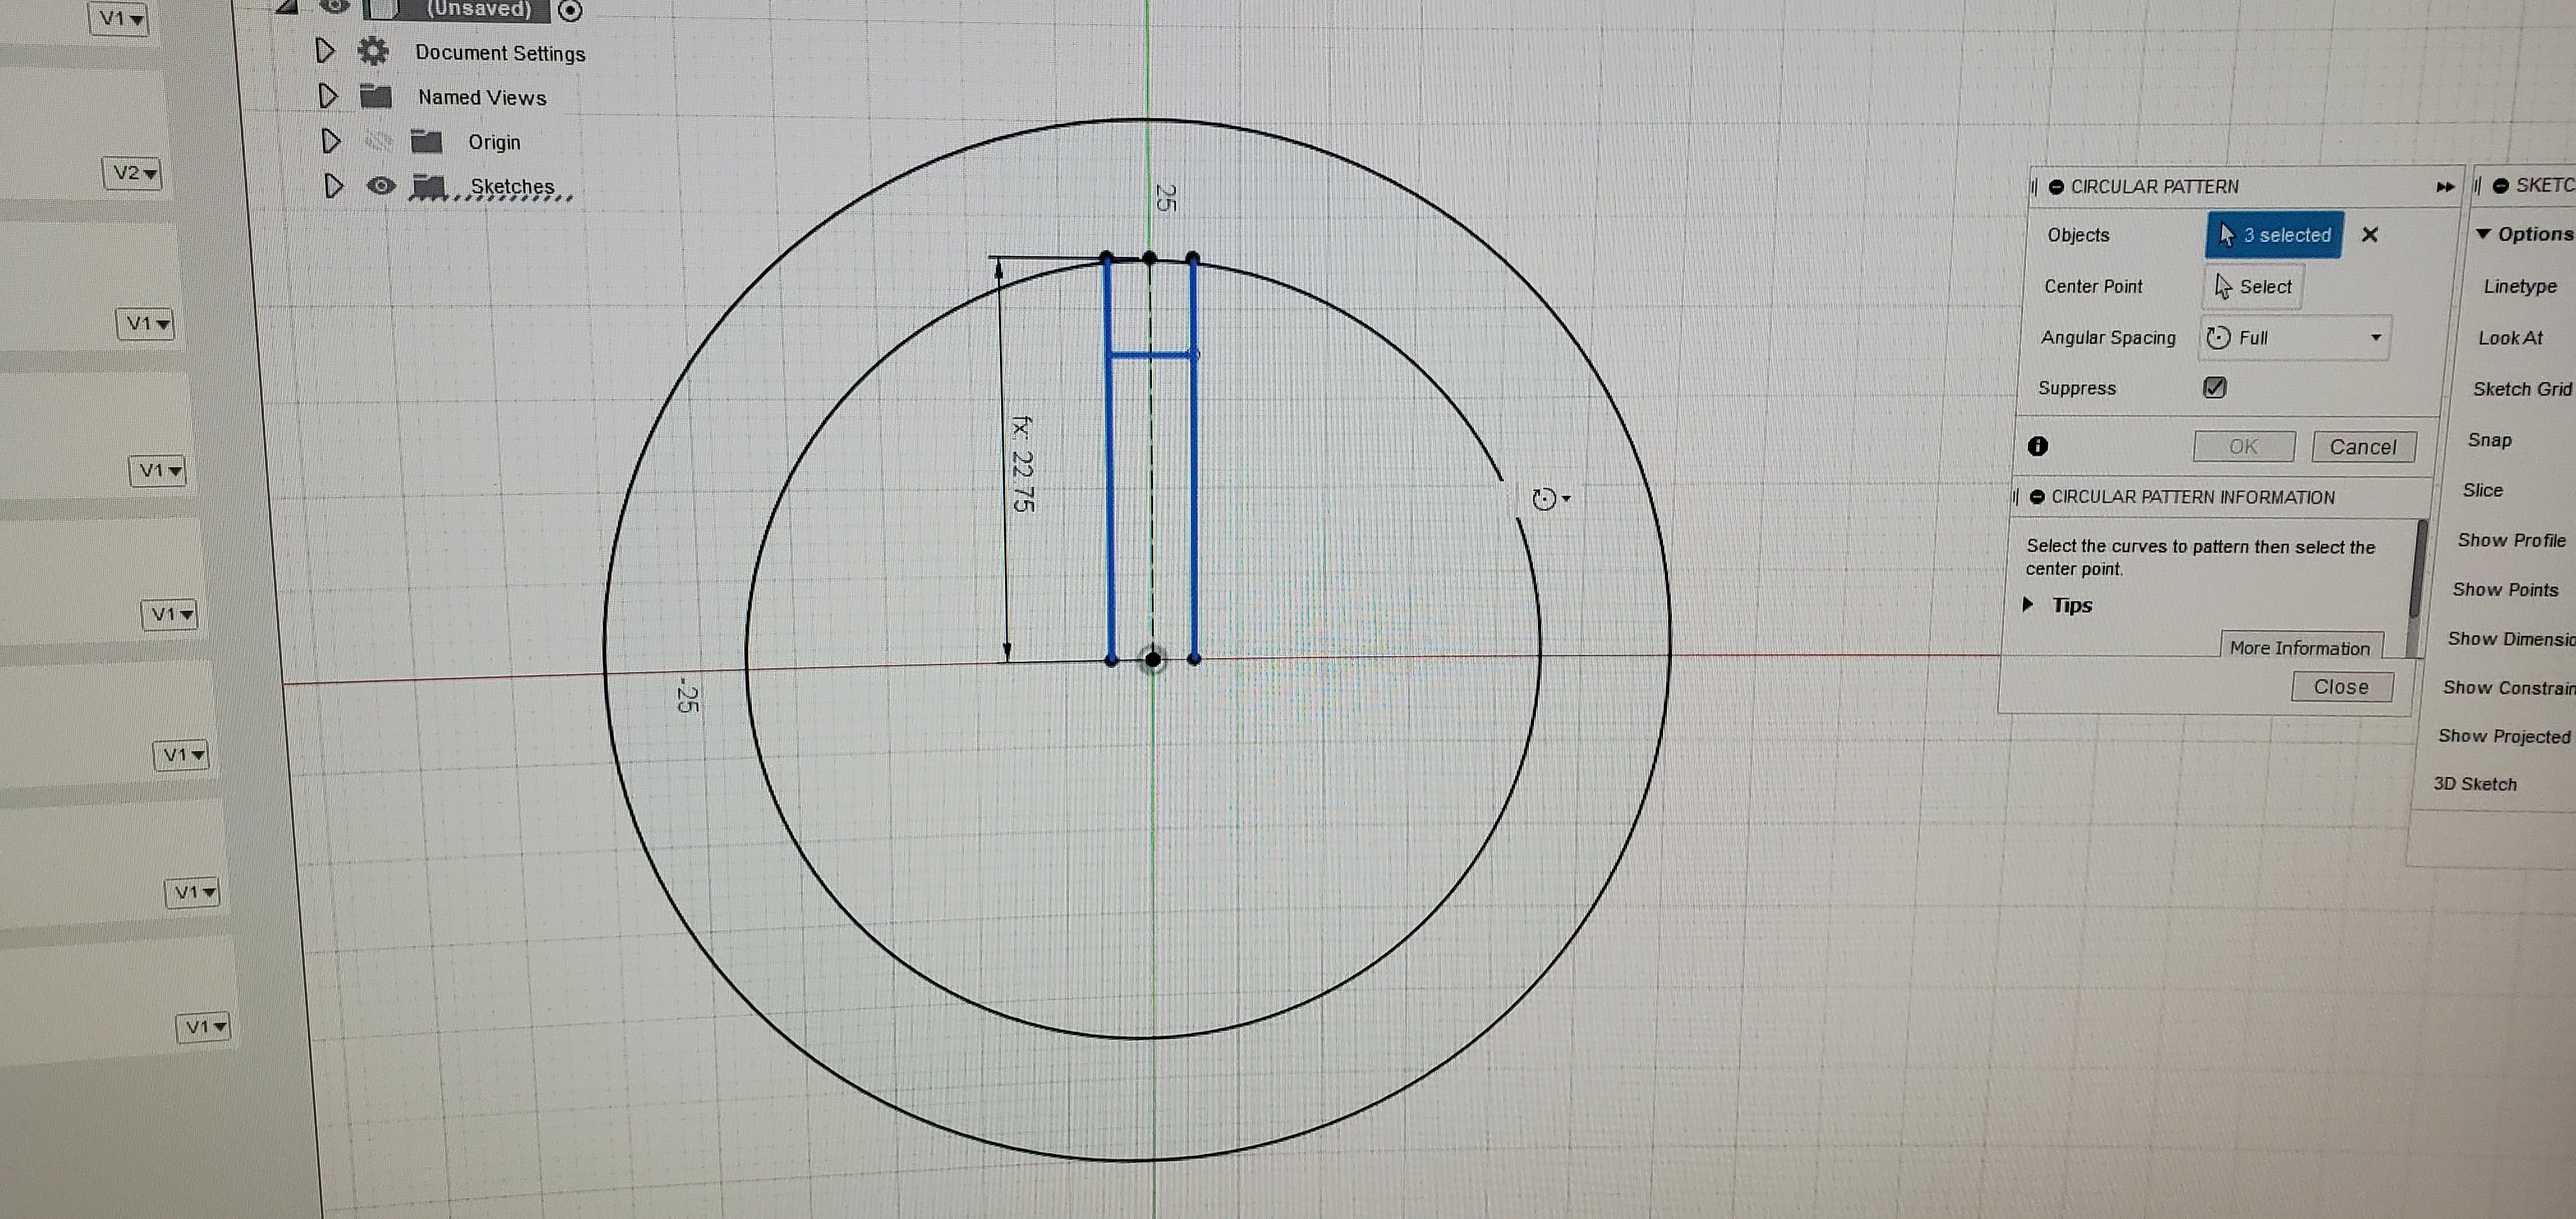 V1
V2
V1
V1
V1
V1
V1
V1
(Unsaved)
Document Settings
Named Views
Origin
Sketches
25
fx: 22.75
-25
CIRCULAR PATTERN
Objects
3 selected
Center Point
Select
Angular Spacing
Full
Suppress
OK
Cancel
CIRCULAR PATTERN INFORMATION
Select the curves to pattern then select the
center point.
Tips
More Information
Close
SKETC
Options
Linetype
Look At
Sketch Grid
Snap
Slice
Show Profile
Show Points
Show Dimensio
Show Constrain
Show Projected
3D Sketch